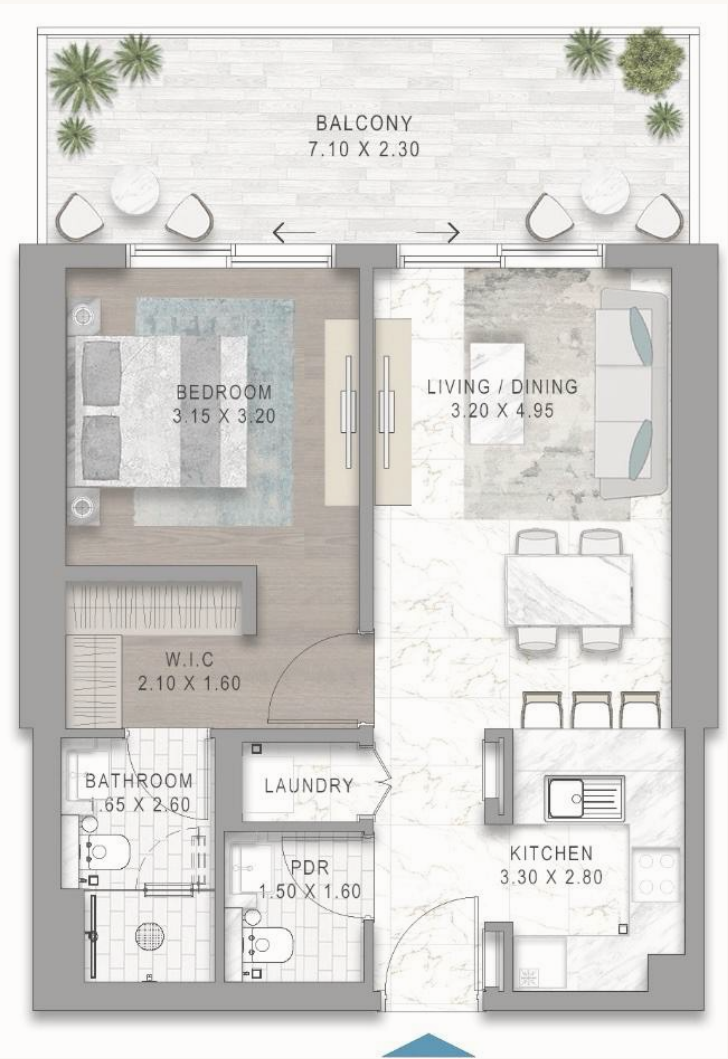 BALCONY
7.10 X 2.30
BEDROOM
3.15 X 3.20
LIVING / DINING
3.20 X 4.95
W.I.C
2.10 X 1.60
BATHROOM
1.65 X 2.60
LAUNDRY
PDR
1.50 X 1.60
KITCHEN
3.30 X 2.80